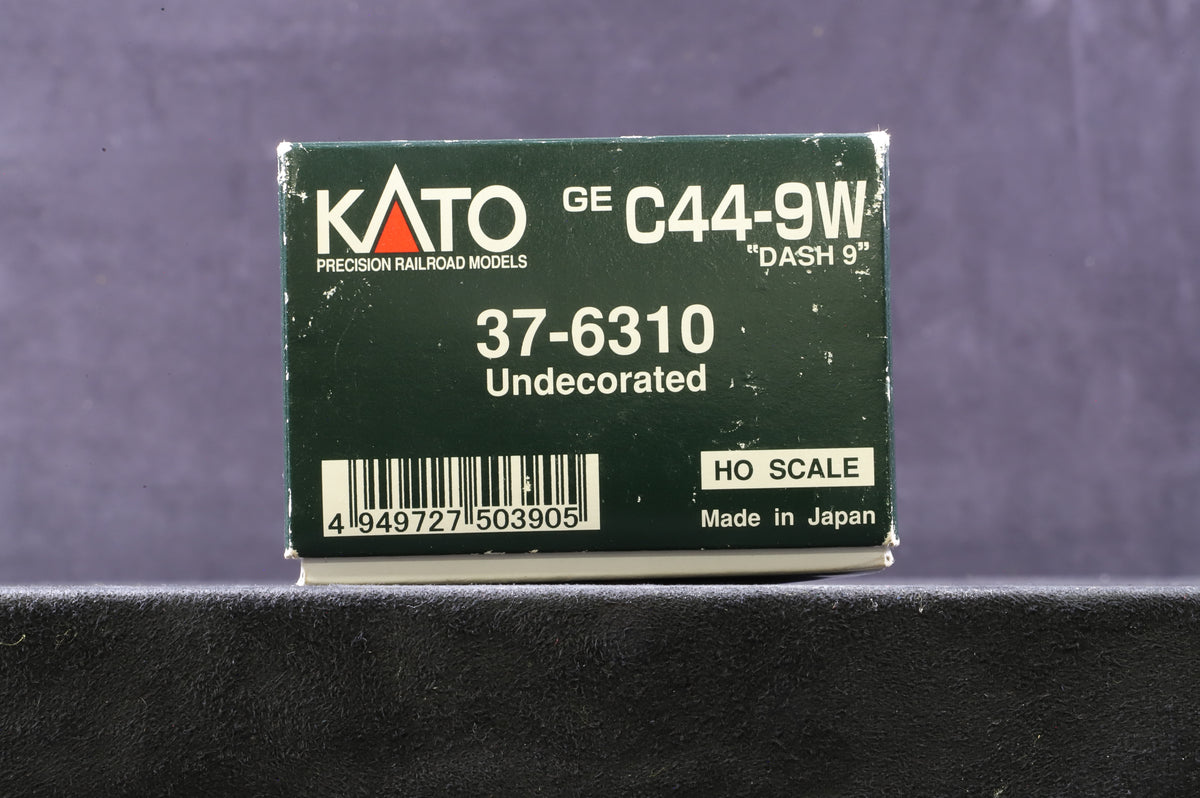 KATO
PRECISION RAILROAD MODELS
GE C44-9W
"DASH 9"
37-6310
Undecorated
4 949727 503905
HO SCALE
Made in Japan